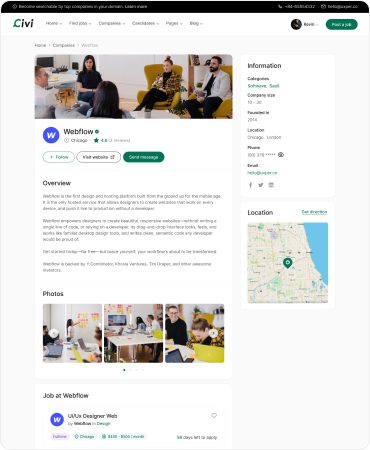 Become searchable by top companies in your domain. Learn more
+84-65854332
hello@uxper.co
Civi
Home
Find jobs
Companies
Candidates
Pages
Blog
Kevin
Post a job
Home > Companies > Webflow
Webflow
Chicago
4.8 (2 reviews)
+ Follow
Visit website
Send message
Overview
Webflow is the first design and hosting platform built from the ground up for the mobile age.
It is the only hosted service that allows designers to create websites that work on every
device, and push it live to production without a developer.
Webflow empowers designers to create beautiful, responsive websites—without writing a
single line of code, or relying on a developer. Its drag-and-drop interface looks, feels, and
works like familiar desktop design tools, and writes clean, semantic code any developer
would be proud of.
Get started today—for free—but brace yourself: your workflow's about to be transformed.
Webflow is backed by Y Combinator, Khosla Ventures, Tim Draper, and other awesome
investors.
Photos
Job at Webflow
UI/Ux Designer Web
by Webflow in Design
Fulltime
Chicago
$450 - $500 / month
56 days left to apply
Information
Categories
Software, SaaS
Company size
10 - 30
Founded in
2014
Location
Chicago, London
Phone
(00) 378 *****
Email
hello@uxper.co
Location
Get direction